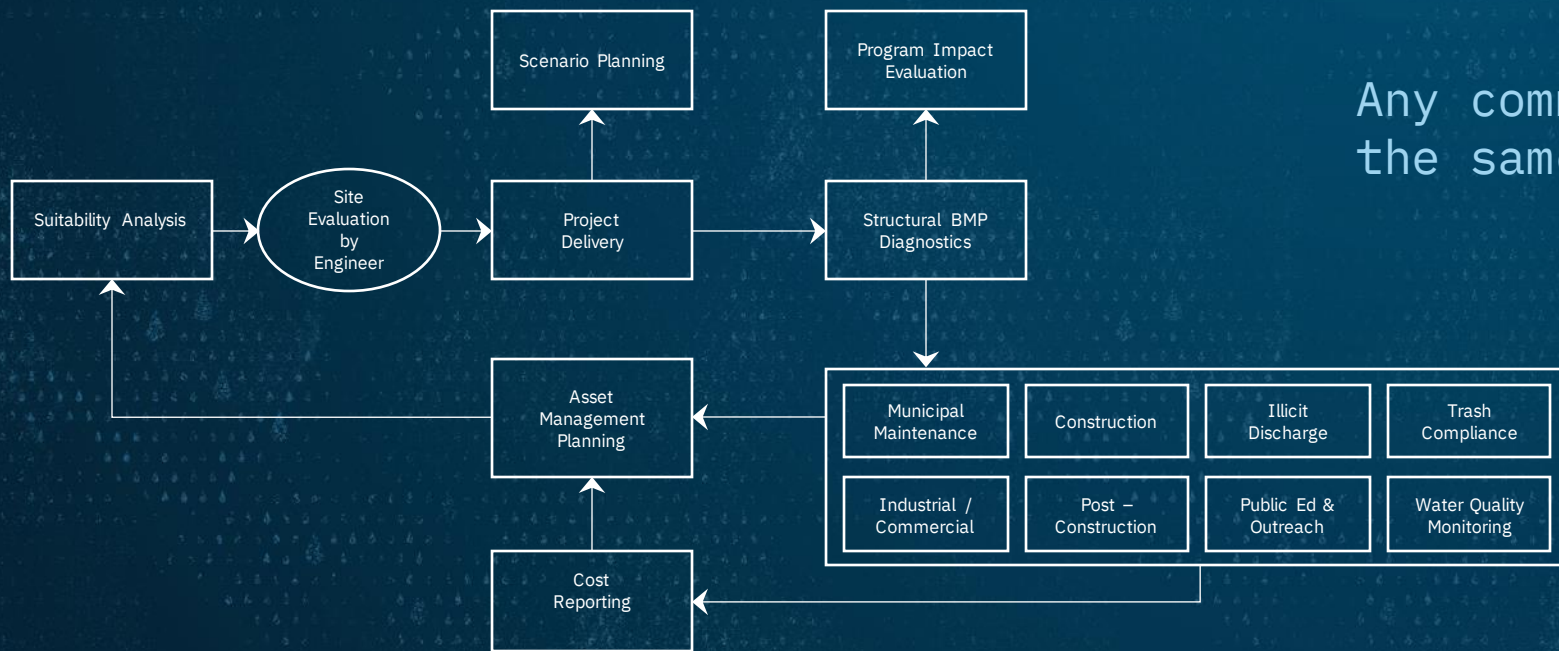 Scenario Planning
Program Impact
Evaluation
Any
the
Suitability Analysis
Site
Evaluation
by
Engineer
Project
Delivery
Structural BMP
Diagnostics
Asset
Management
Planning
Municipal
Maintenance
Construction
Illicit
Discharge
Trash
Compliance
Industrial /
Commercial
Post –
Construction
Public Ed &
Outreach
Water Quality
Monitoring
Cost
Reporting